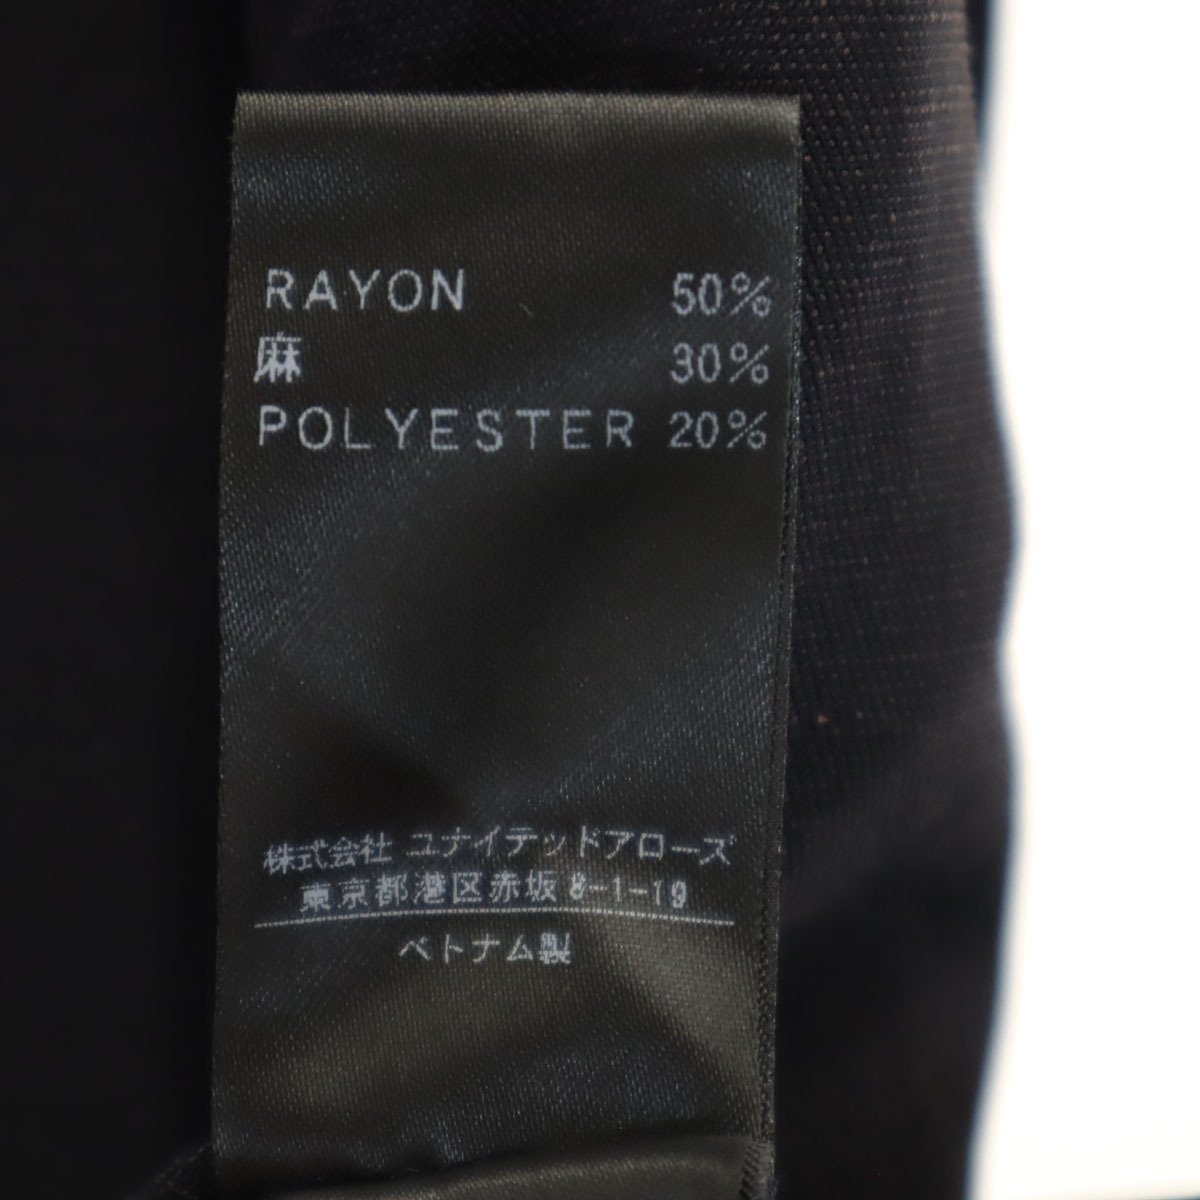 RAYON 50%
麻 30%
POLYESTER 20%
株式会社 ユナイテッドアローズ
東京都港区赤坂8-1-19
ベトナム製